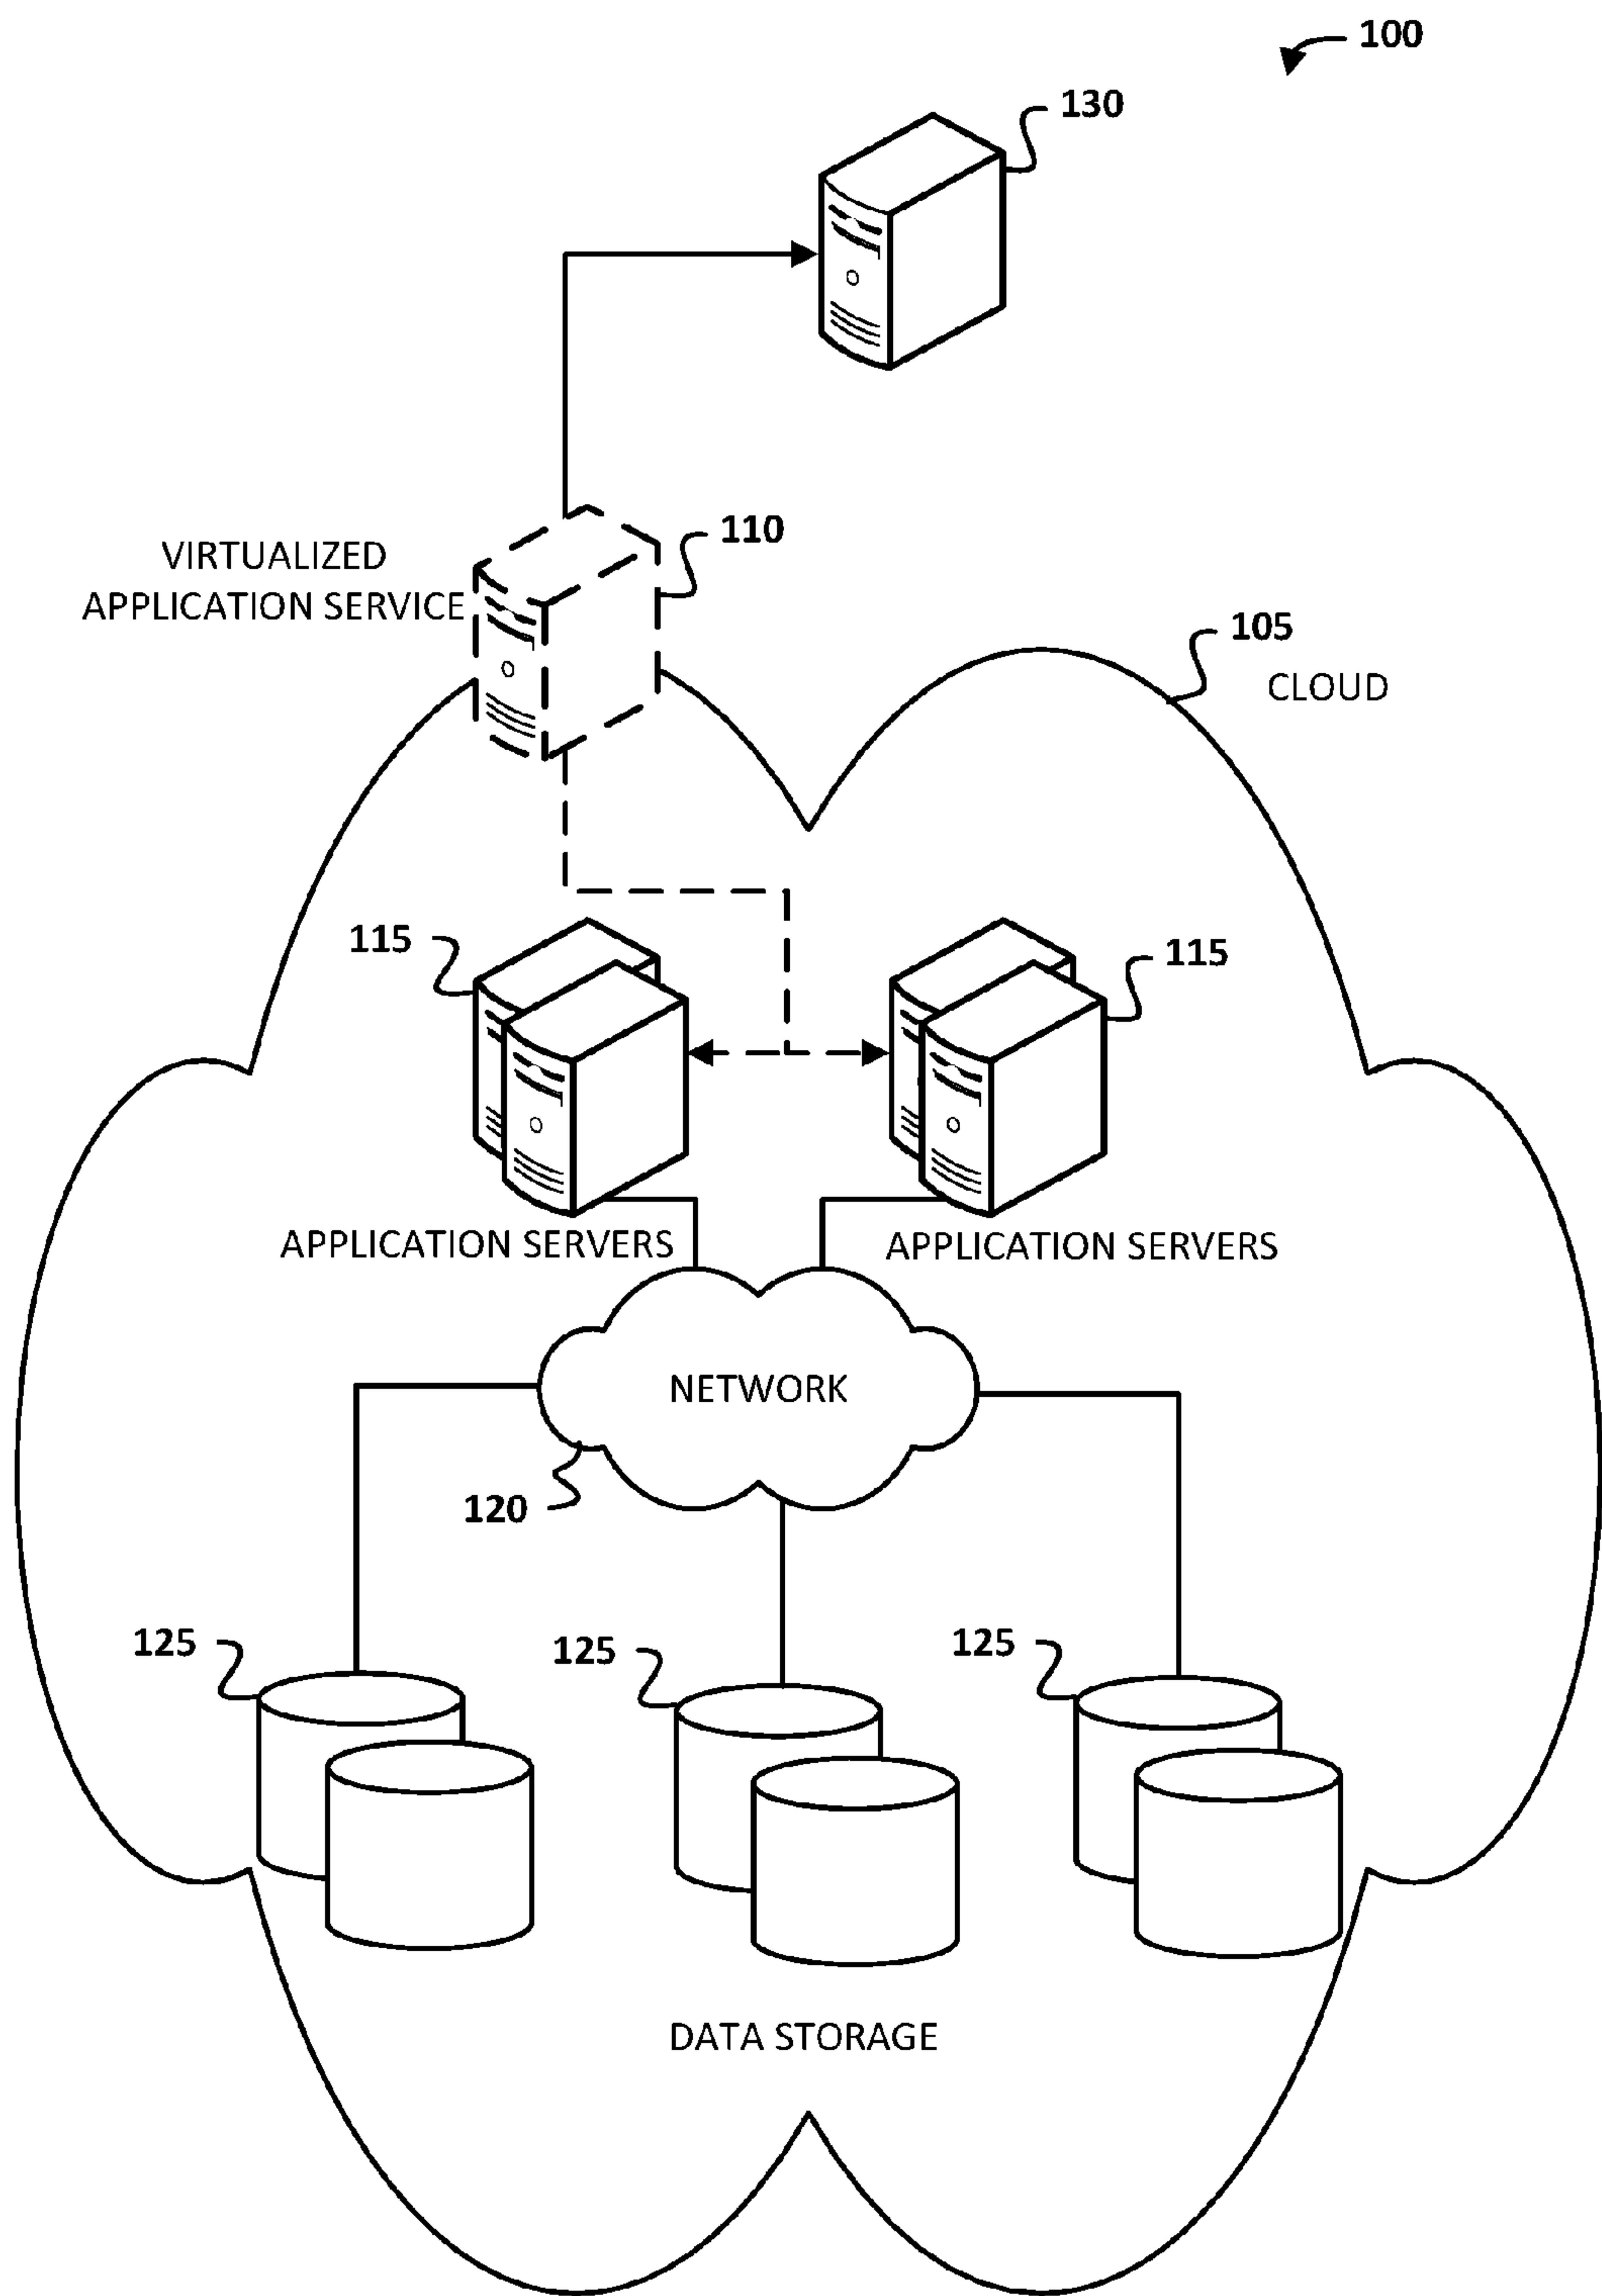 100
130
VIRTUALIZED
APPLICATION SERVICE
110
105
CLOUD
115
115
APPLICATION SERVERS
APPLICATION SERVERS
NETWORK
120
125
125
125
DATA STORAGE